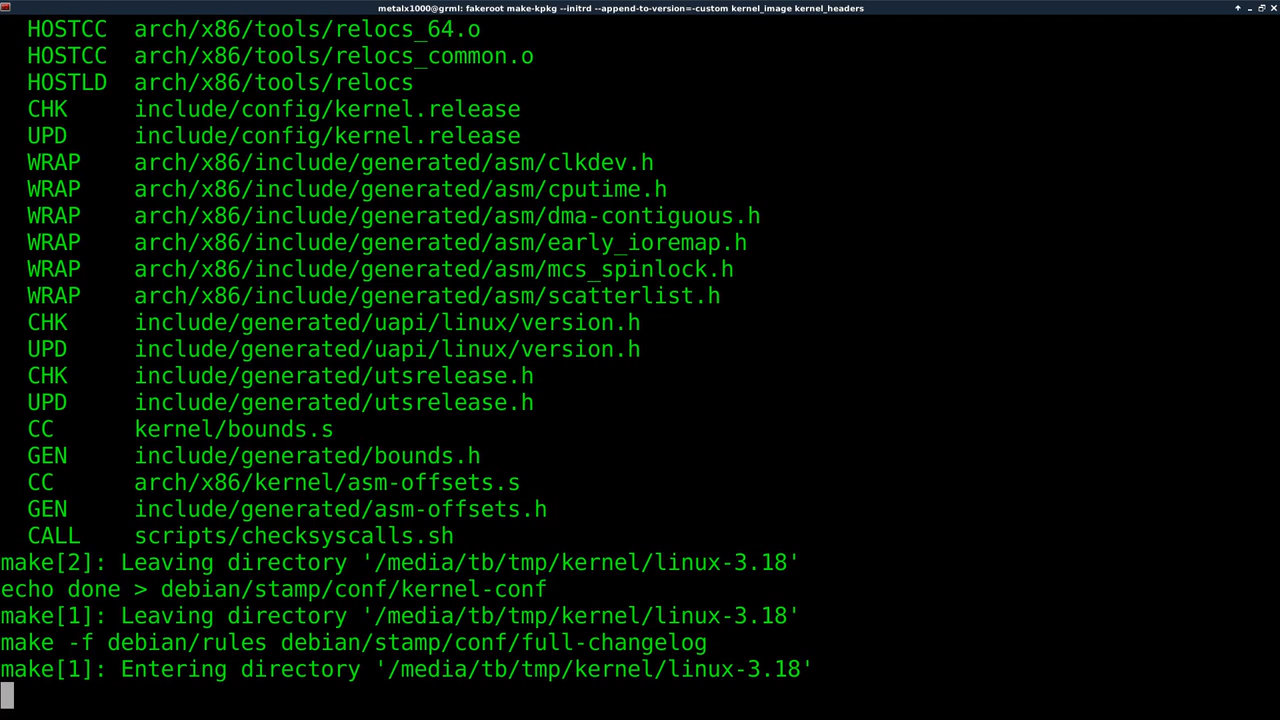 metalx1000@grml: fakeroot make-kpkg --initrd --append-to-version=-custom kernel_image kernel_headers
HOSTCC  arch/x86/tools/relocs_64.o
HOSTCC  arch/x86/tools/relocs_common.o
HOSTLD  arch/x86/tools/relocs
CHK     include/config/kernel.release
UPD     include/config/kernel.release
WRAP    arch/x86/include/generated/asm/clkdev.h
WRAP    arch/x86/include/generated/asm/cputime.h
WRAP    arch/x86/include/generated/asm/dma-contiguous.h
WRAP    arch/x86/include/generated/asm/early_ioremap.h
WRAP    arch/x86/include/generated/asm/mcs_spinlock.h
WRAP    arch/x86/include/generated/asm/scatterlist.h
CHK     include/generated/uapi/linux/version.h
UPD     include/generated/uapi/linux/version.h
CHK     include/generated/utsrelease.h
UPD     include/generated/utsrelease.h
CC      kernel/bounds.s
GEN     include/generated/bounds.h
CC      arch/x86/kernel/asm-offsets.s
GEN     include/generated/asm-offsets.h
CALL    scripts/checksyscalls.sh
make[2]: Leaving directory '/media/tb/tmp/kernel/linux-3.18'
echo done > debian/stamp/conf/kernel-conf
make[1]: Leaving directory '/media/tb/tmp/kernel/linux-3.18'
make -f debian/rules debian/stamp/conf/full-changelog
make[1]: Entering directory '/media/tb/tmp/kernel/linux-3.18'